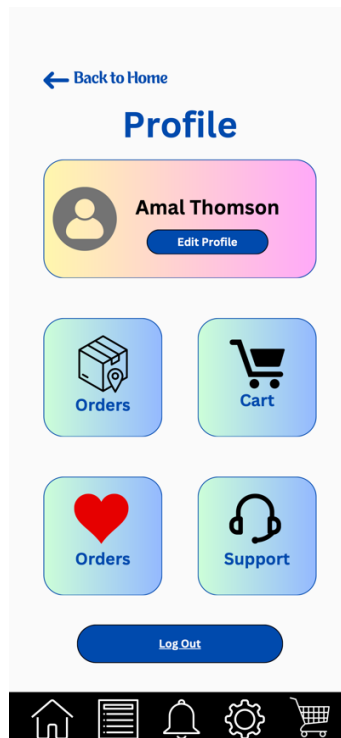 Back to Home
Profile
Amal Thomson
Edit Profile
Orders
Cart
Orders
Support
Log Out